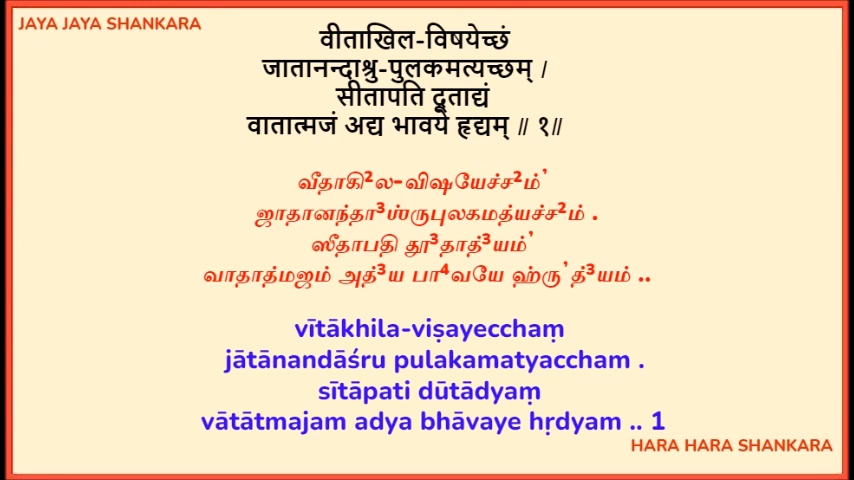 JAYA JAYA SHANKARA
वीताखिल-विषयेच्छं
जातानन्दाश्रु-पुलकमत्यच्छम् /
सीतापति दूताद्यं
वातात्मजं अद्य भावये हृद्यम् // १//
வீதாகி²ல-விஷயேச்ச²ம்ʼ
ஜாதானந்தா³ஶ்ருபுலகமத்யச்ச²ம் .
ஸீதாபதி தூ³தாத்³யம்ʼ
வாதாத்மஜம் அத்³ய பா⁴வயே ஹ்ருʼத்³யம் ..
vītākhila-viṣayecchaṃ
jātānandāśru pulakamatyaccham .
sītāpati dūtādyaṃ
vātātmajam adya bhāvaye hṛdyam .. 1
HARA HARA SHANKARA